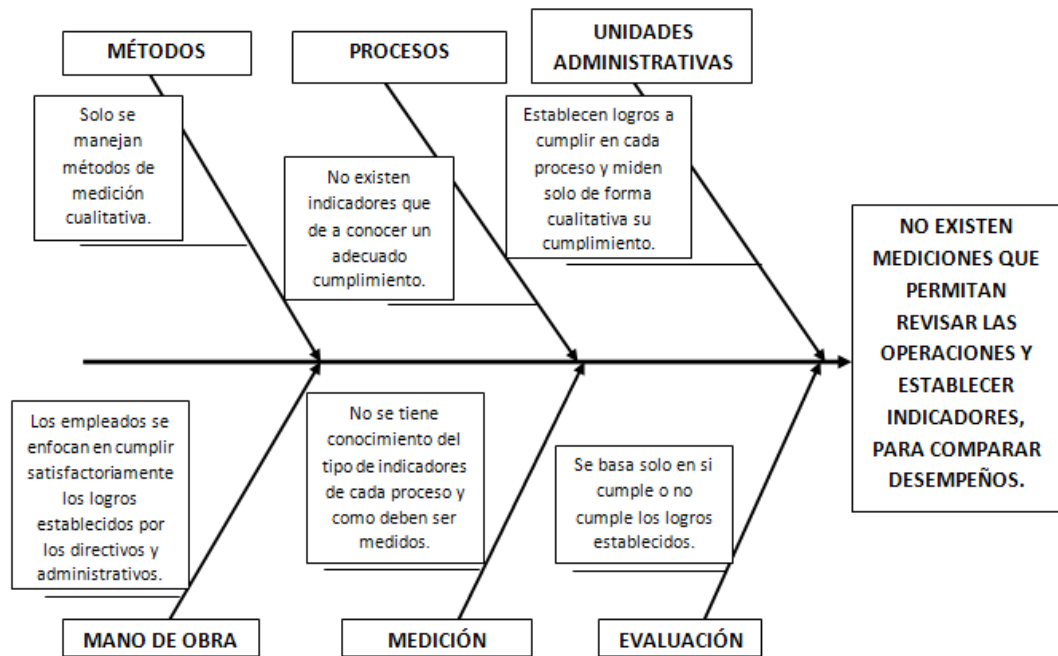 MÉTODOS
PROCESOS
UNIDADES
ADMINISTRATIVAS
Solo se
manejan
métodos de
medición
cualitativa.
No existen
indicadores que
de a conocer un
adecuado
cumplimiento.
Establecen logros a
cumplir en cada
proceso y miden
solo de forma
cualitativa su
cumplimiento.
NO EXISTEN
MEDICIONES QUE
PERMITAN
REVISAR LAS
OPERACIONES Y
ESTABLECER
INDICADORES,
PARA COMPARAR
DESEMPEÑOS.
Los empleados se
enfocan en cumplir
satisfactoriamente
los logros
establecidos por
los directivos y
administrativos.
No se tiene
conocimiento del
tipo de indicadores
de cada proceso y
como deben ser
medidos.
Se basa solo en si
cumple o no
cumple los logros
establecidos.
MANO DE OBRA
MEDICIÓN
EVALUACIÓN